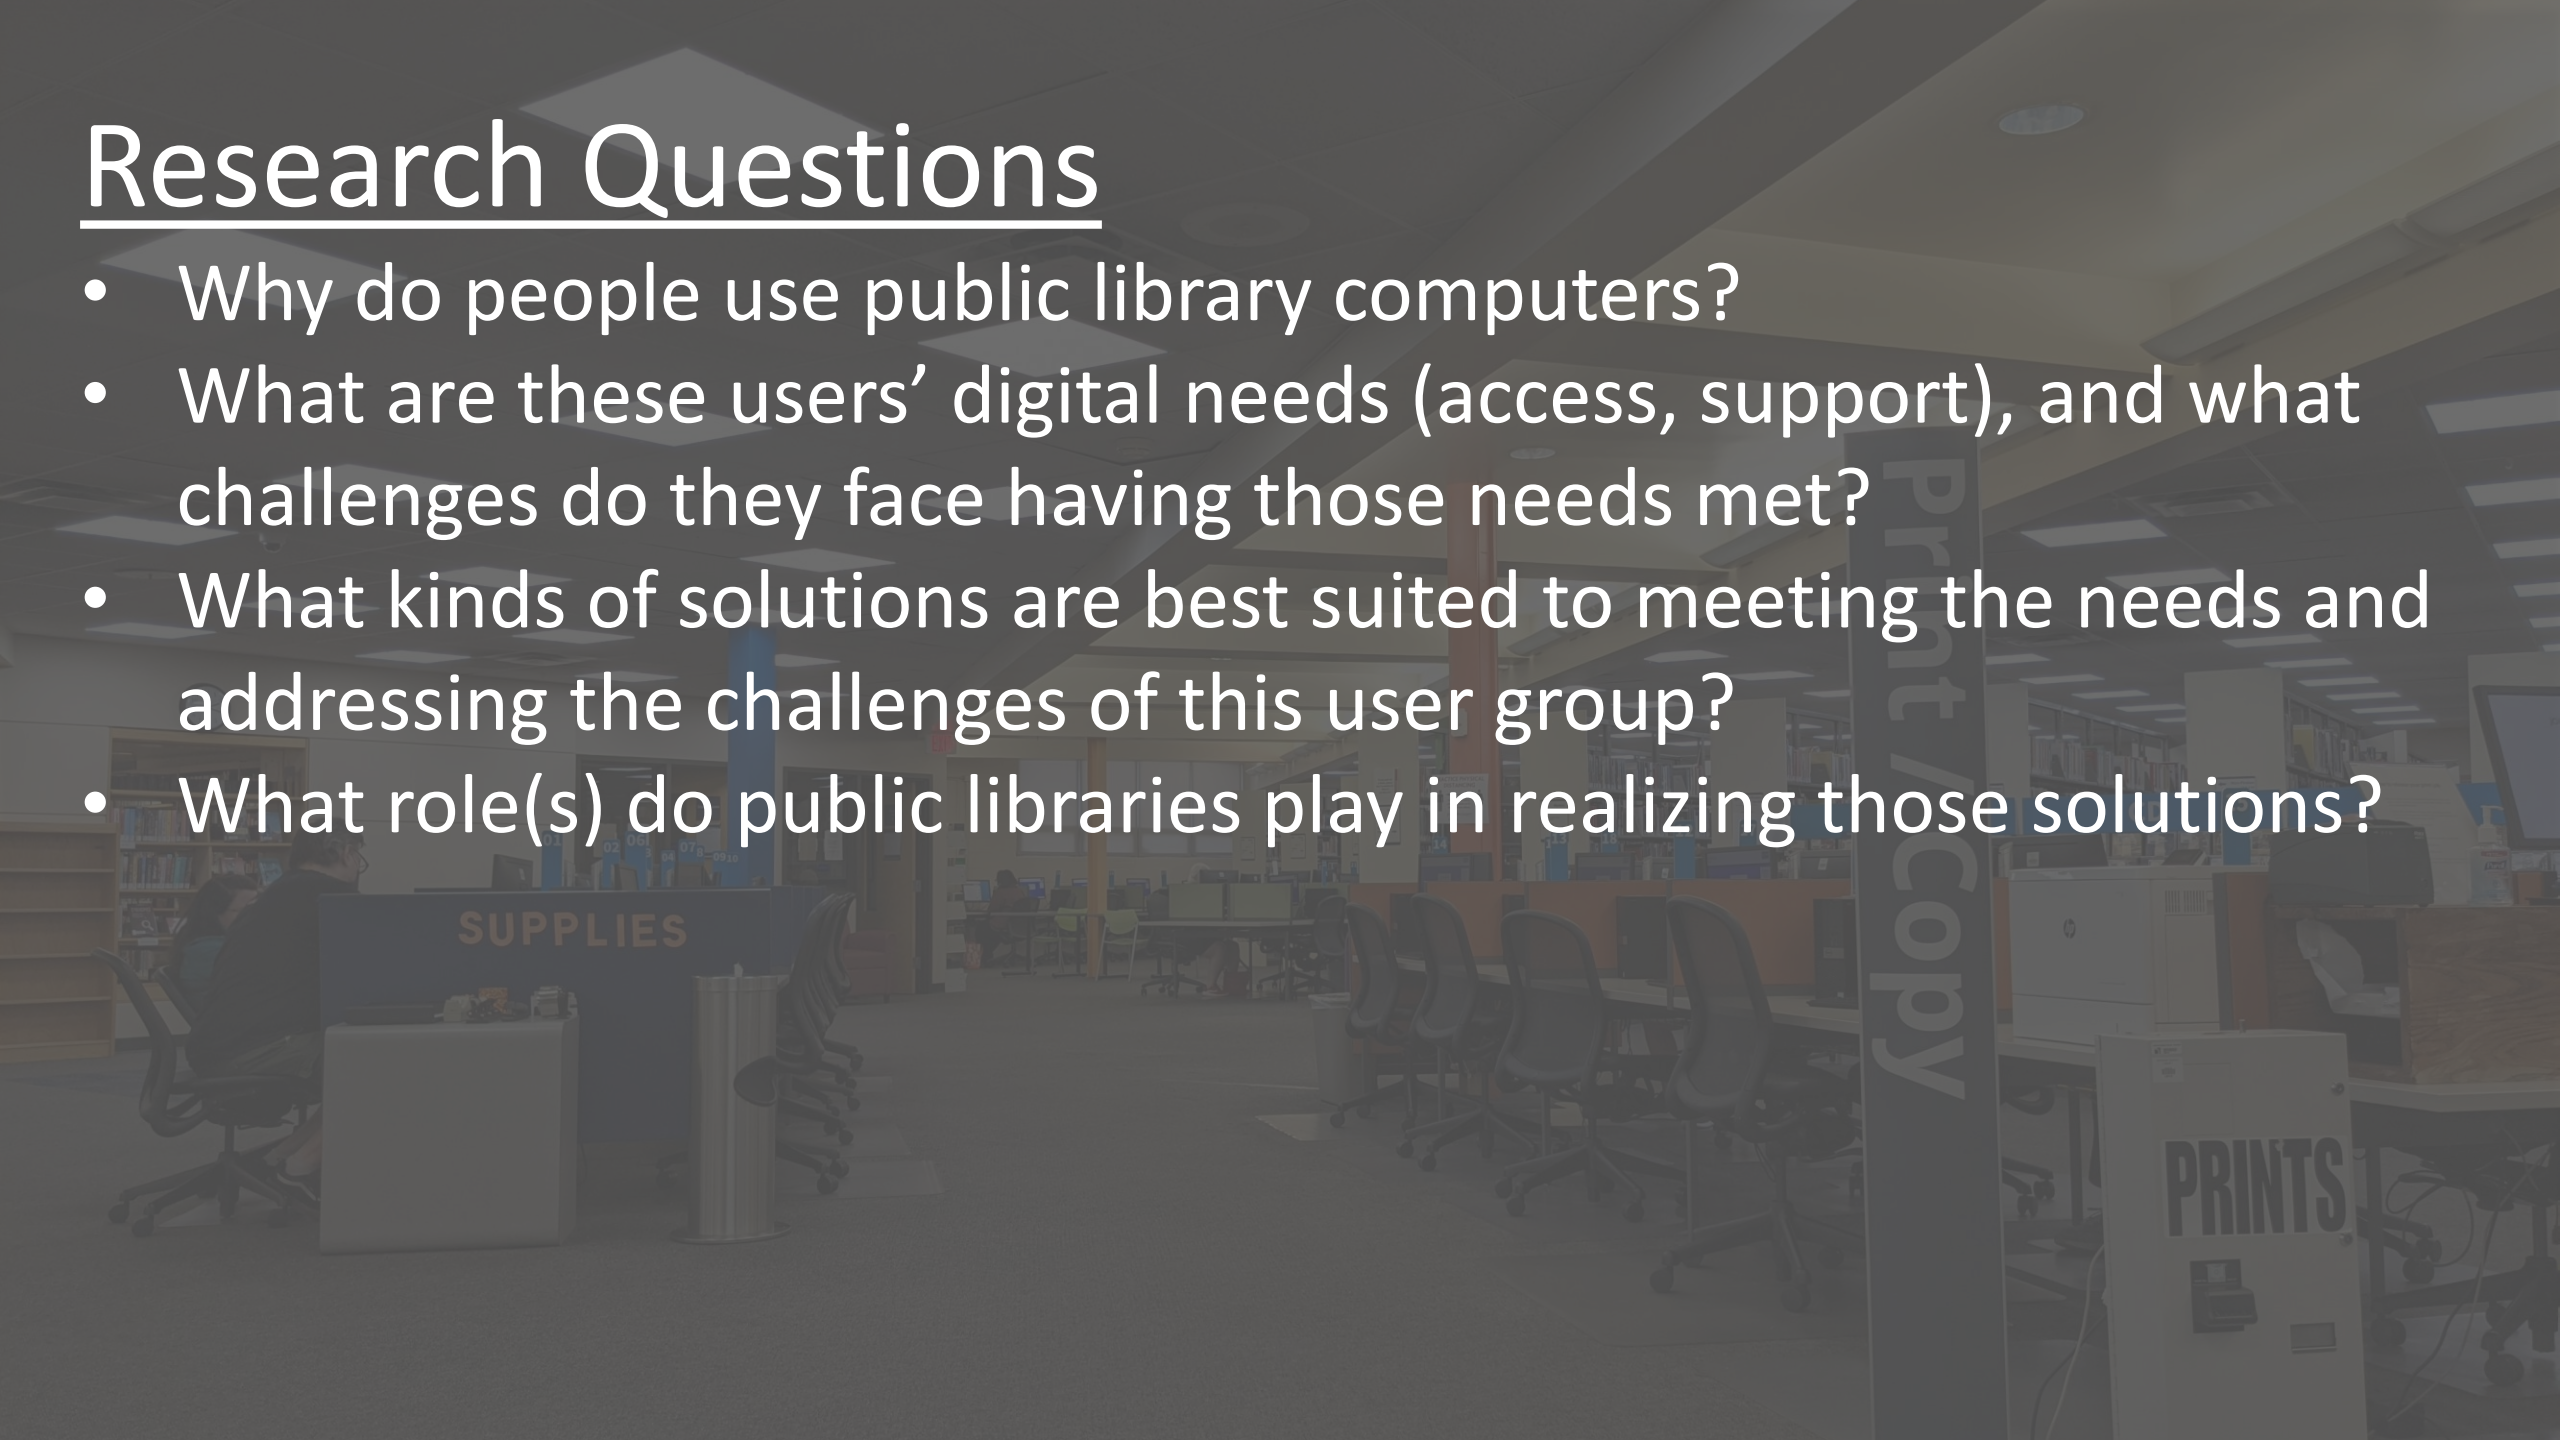 Research Questions
• Why do people use public library computers?
• What are these users’ digital needs (access, support), and what
challenges do they face having those needs met?
• What kinds of solutions are best suited to meeting the needs and
addressing the challenges of this user group?
• What role(s) do public libraries play in realizing those solutions?
Print / Copy
SUPPLIES
PRINTS